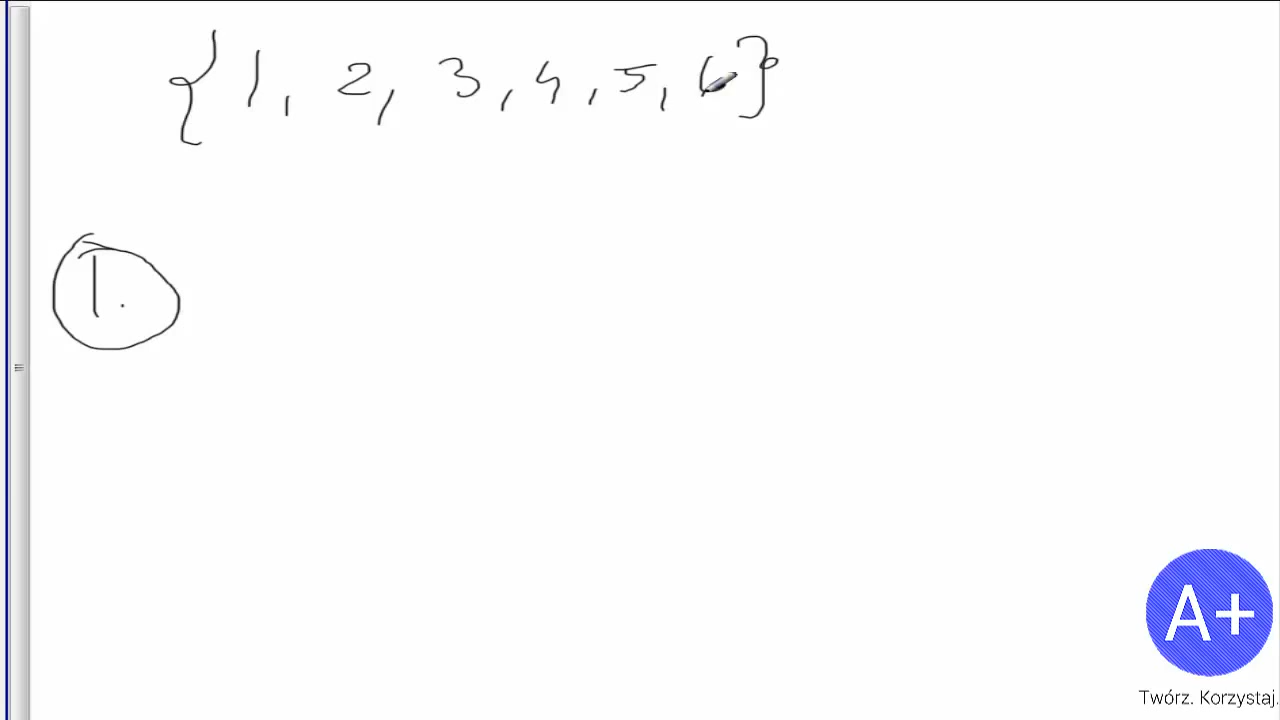 {1, 2, 3, 4, 5, 6}
1.
A+
Twórz. Korzystaj.